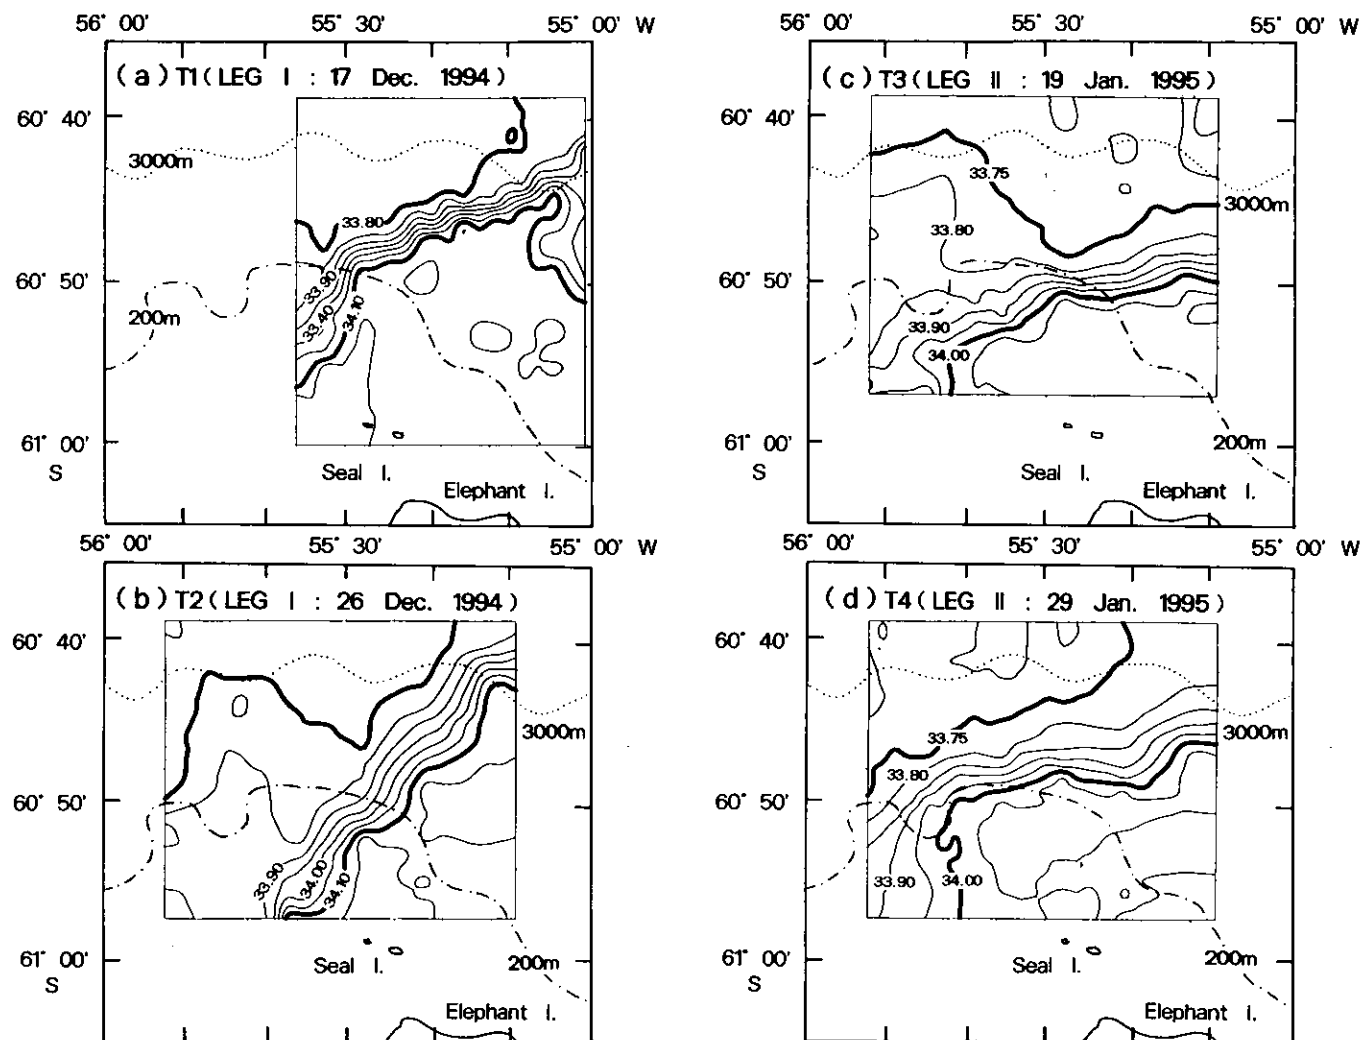 56° 00' 55° 30' 55° 00' W
(a) T1 (LEG I : 17 Dec. 1994)
60° 40'
3000m
33.80
60° 50'
33.90
200m
33.40
34.10
61° 00'
S
Seal I.
Elephant I.
56° 00' 55° 30' 55° 00' W
(c) T3 (LEG II : 19 Jan. 1995)
60° 40'
33.75
3000m
33.80
60° 50'
33.90
34.00
61° 00'
S
200m
Seal I.
Elephant I.
56° 00' 55° 30' 55° 00' W
(b) T2 (LEG I : 26 Dec. 1994)
60° 40'
3000m
60° 50'
33.90
34.00
34.10
61° 00'
S
Seal I.
200m
Elephant I.
56° 00' 55° 30' 55° 00' W
(d) T4 (LEG II : 29 Jan. 1995)
60° 40'
33.75
3000m
33.80
60° 50'
33.90
34.00
61° 00'
S
Seal I.
200m
Elephant I.